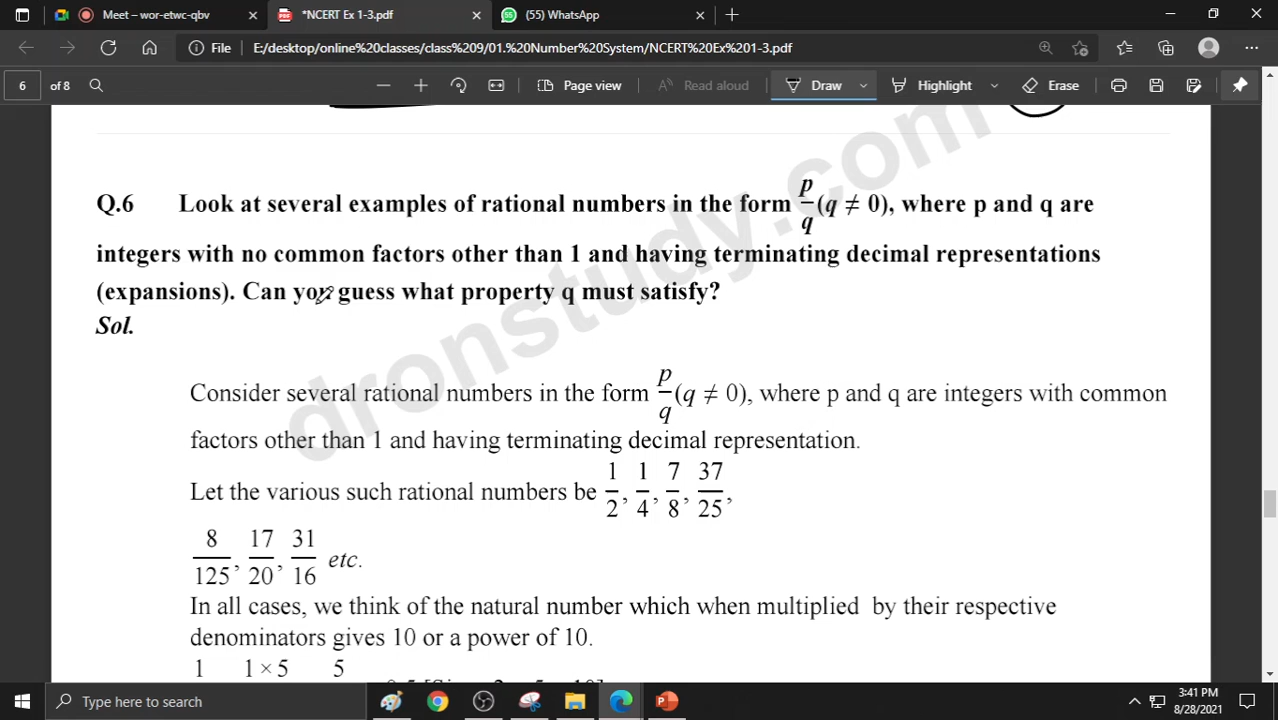 Meet – wor-etwc-qbv
*NCERT Ex 1-3.pdf
(55) WhatsApp
File E:/desktop/online%20classes/class%209/01.%20Number%20System/NCERT%20Ex%201-3.pdf
6 of 8 Page view Read aloud Draw Highlight Erase
Q.6 Look at several examples of rational numbers in the form p/q (q ≠ 0), where p and q are
integers with no common factors other than 1 and having terminating decimal representations
(expansions). Can you guess what property q must satisfy?
Sol.
dronstudy.com
Consider several rational numbers in the form p/q (q ≠ 0), where p and q are integers with common
factors other than 1 and having terminating decimal representation.
Let the various such rational numbers be 1/2, 1/4, 7/8, 37/25,
8/125, 17/20, 31/16 etc.
In all cases, we think of the natural number which when multiplied by their respective
denominators gives 10 or a power of 10.
1 1 × 5 5
Type here to search
3:41 PM
8/28/2021